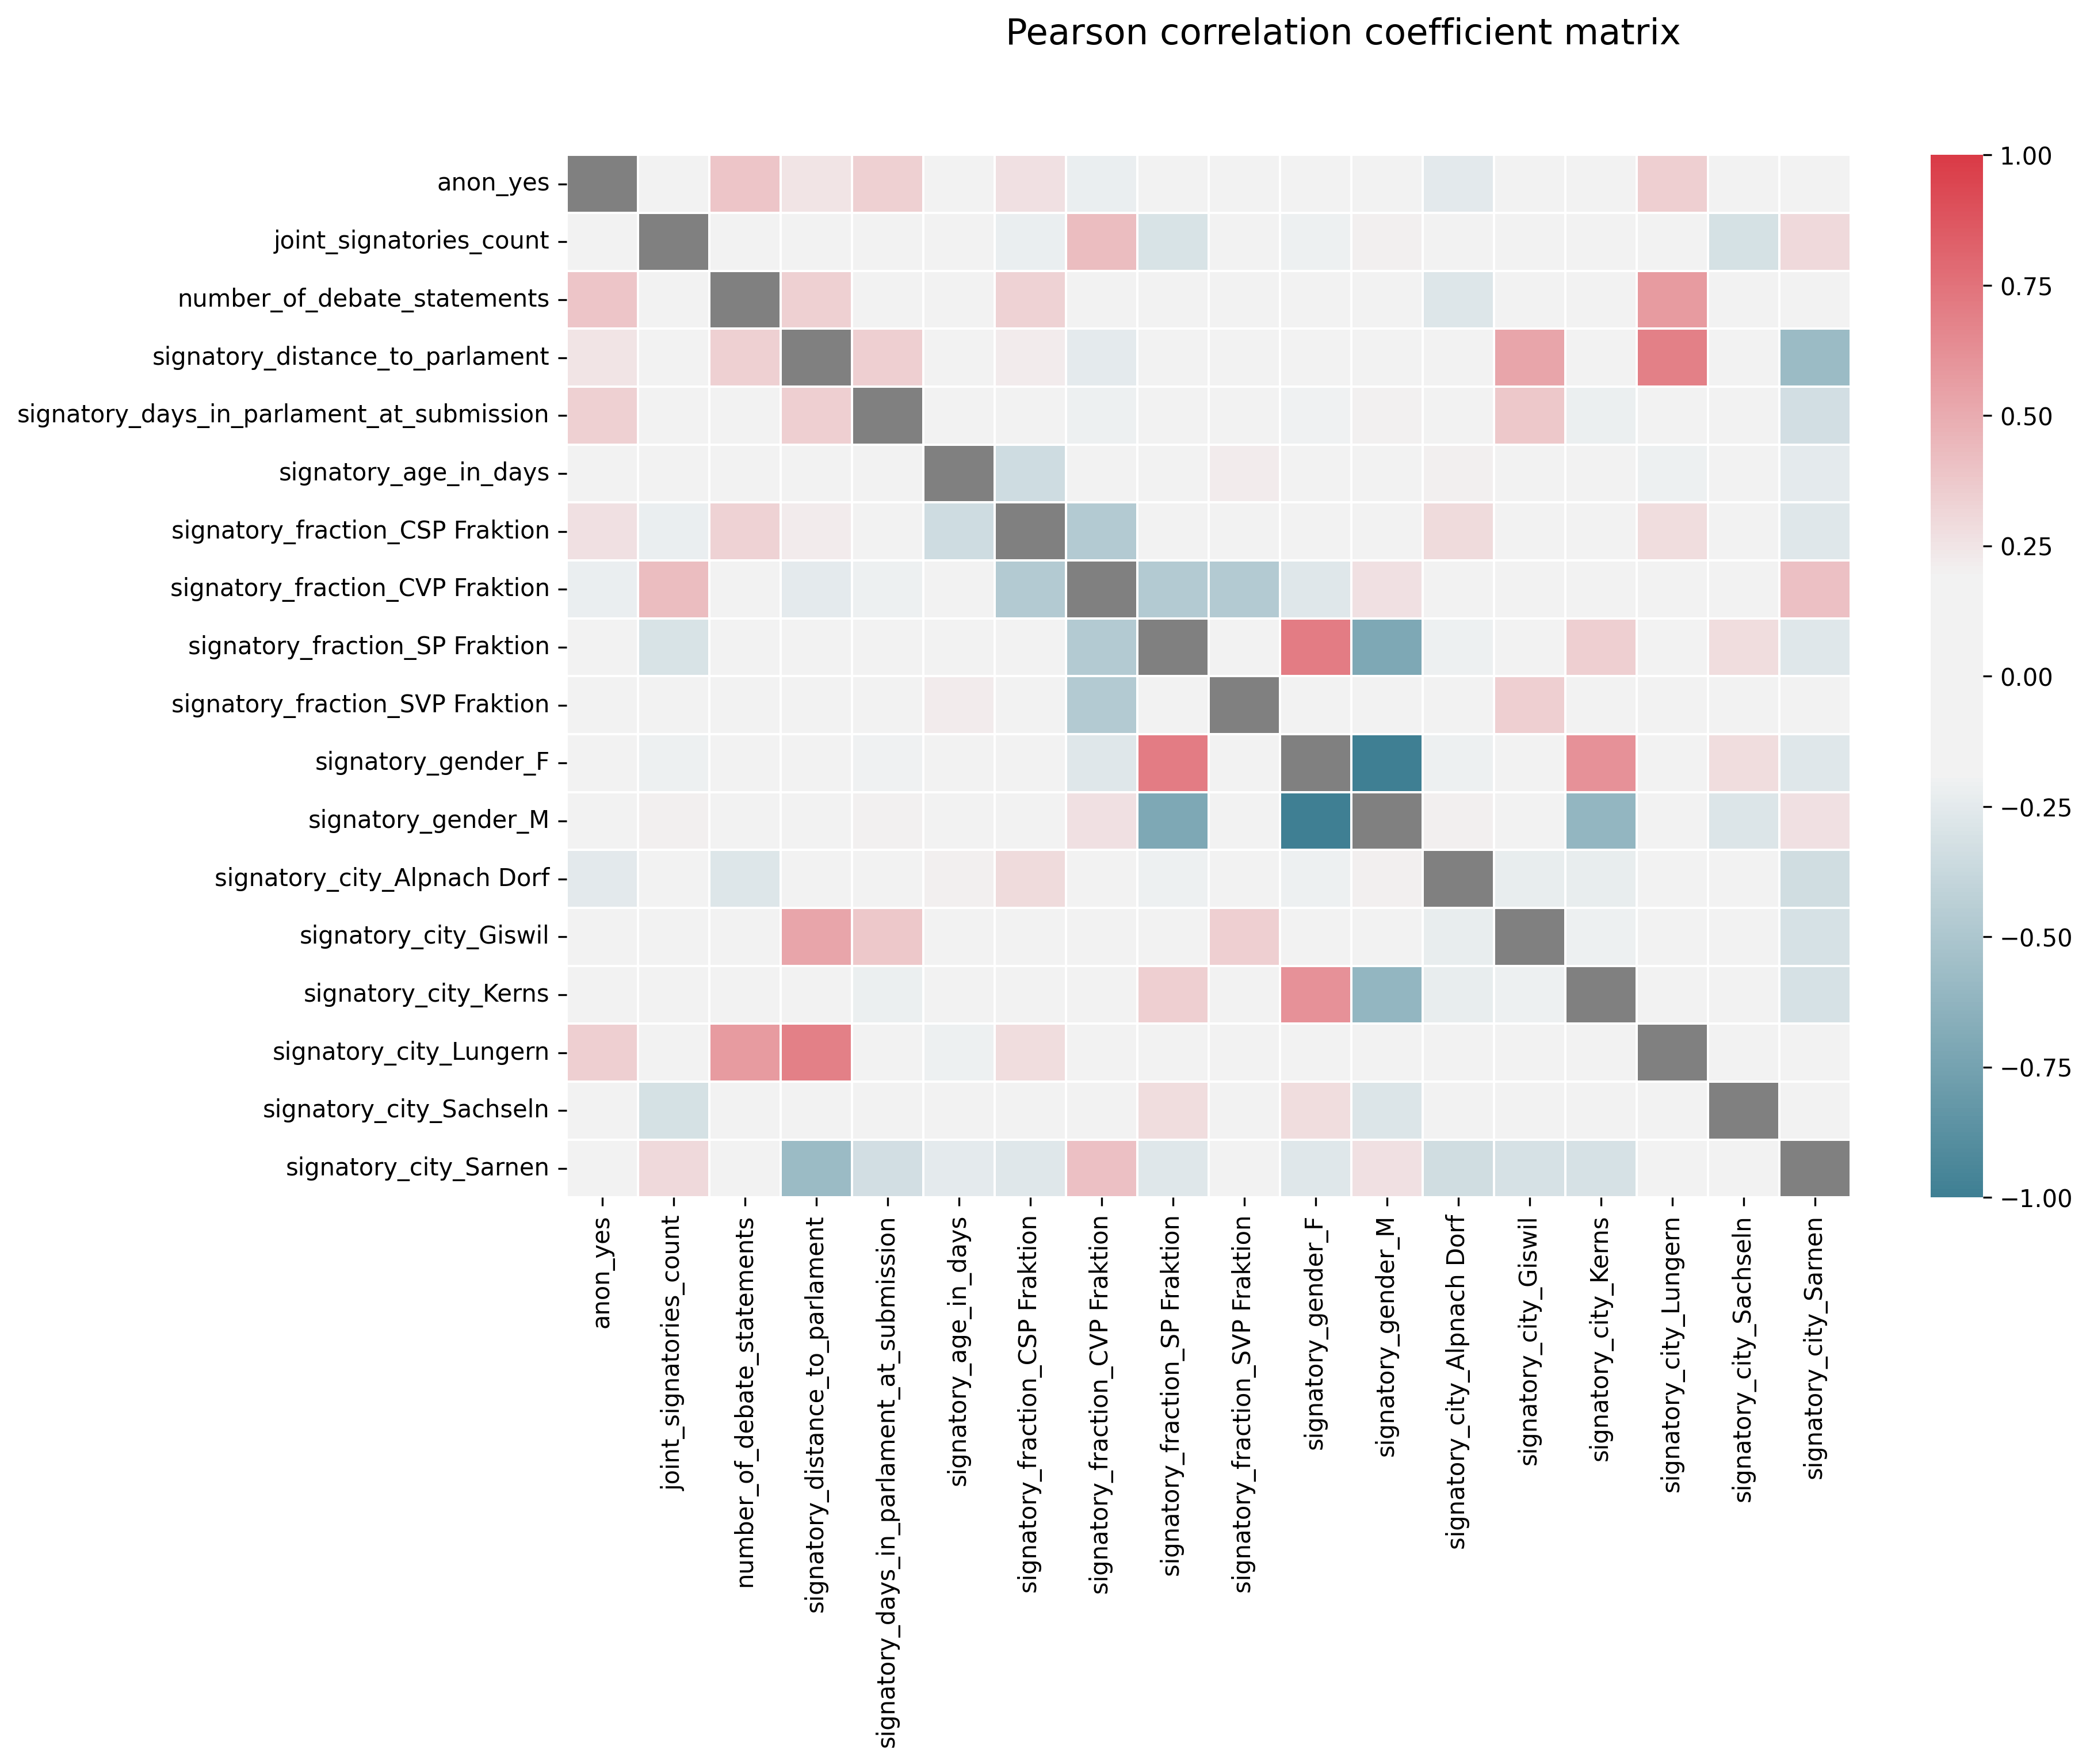 Pearson correlation coefficient matrix
anon_yes
joint_signatories_count
number_of_debate_statements
signatory_distance_to_parlament
signatory_days_in_parlament_at_submission
signatory_age_in_days
signatory_fraction_CSP Fraktion
signatory_fraction_CVP Fraktion
signatory_fraction_SP Fraktion
signatory_fraction_SVP Fraktion
signatory_gender_F
signatory_gender_M
signatory_city_Alpnach Dorf
signatory_city_Giswil
signatory_city_Kerns
signatory_city_Lungern
signatory_city_Sachseln
signatory_city_Sarnen
anon_yes
joint_signatories_count
number_of_debate_statements
signatory_distance_to_parlament
signatory_days_in_parlament_at_submission
signatory_age_in_days
signatory_fraction_CSP Fraktion
signatory_fraction_CVP Fraktion
signatory_fraction_SP Fraktion
signatory_fraction_SVP Fraktion
signatory_gender_F
signatory_gender_M
signatory_city_Alpnach Dorf
signatory_city_Giswil
signatory_city_Kerns
signatory_city_Lungern
signatory_city_Sachseln
signatory_city_Sarnen
1.00
0.75
0.50
0.25
0.00
−0.25
−0.50
−0.75
−1.00